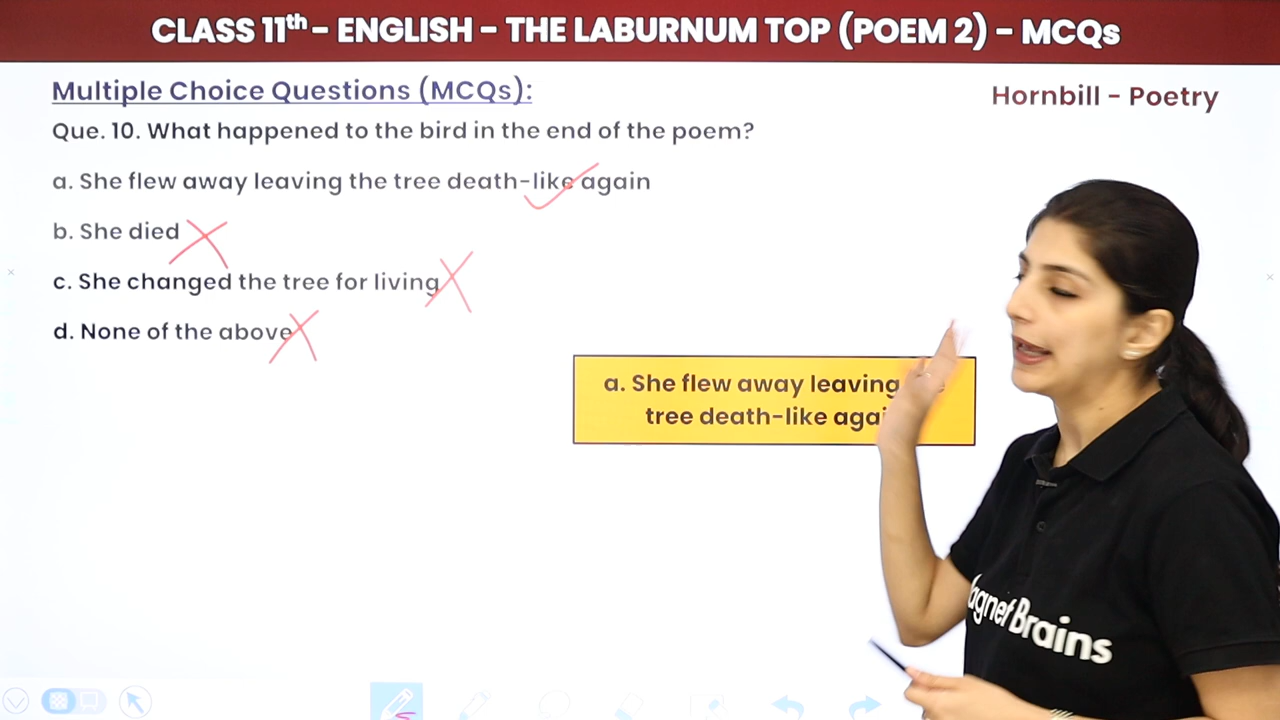 CLASS 11th – ENGLISH – THE LABURNUM TOP (POEM 2) – MCQs
Multiple Choice Questions (MCQs):
Hornbill – Poetry
Que. 10. What happened to the bird in the end of the poem?
a. She flew away leaving the tree death-like again
b. She died
c. She changed the tree for living
d. None of the above
a. She flew away leaving
tree death-like
Brains